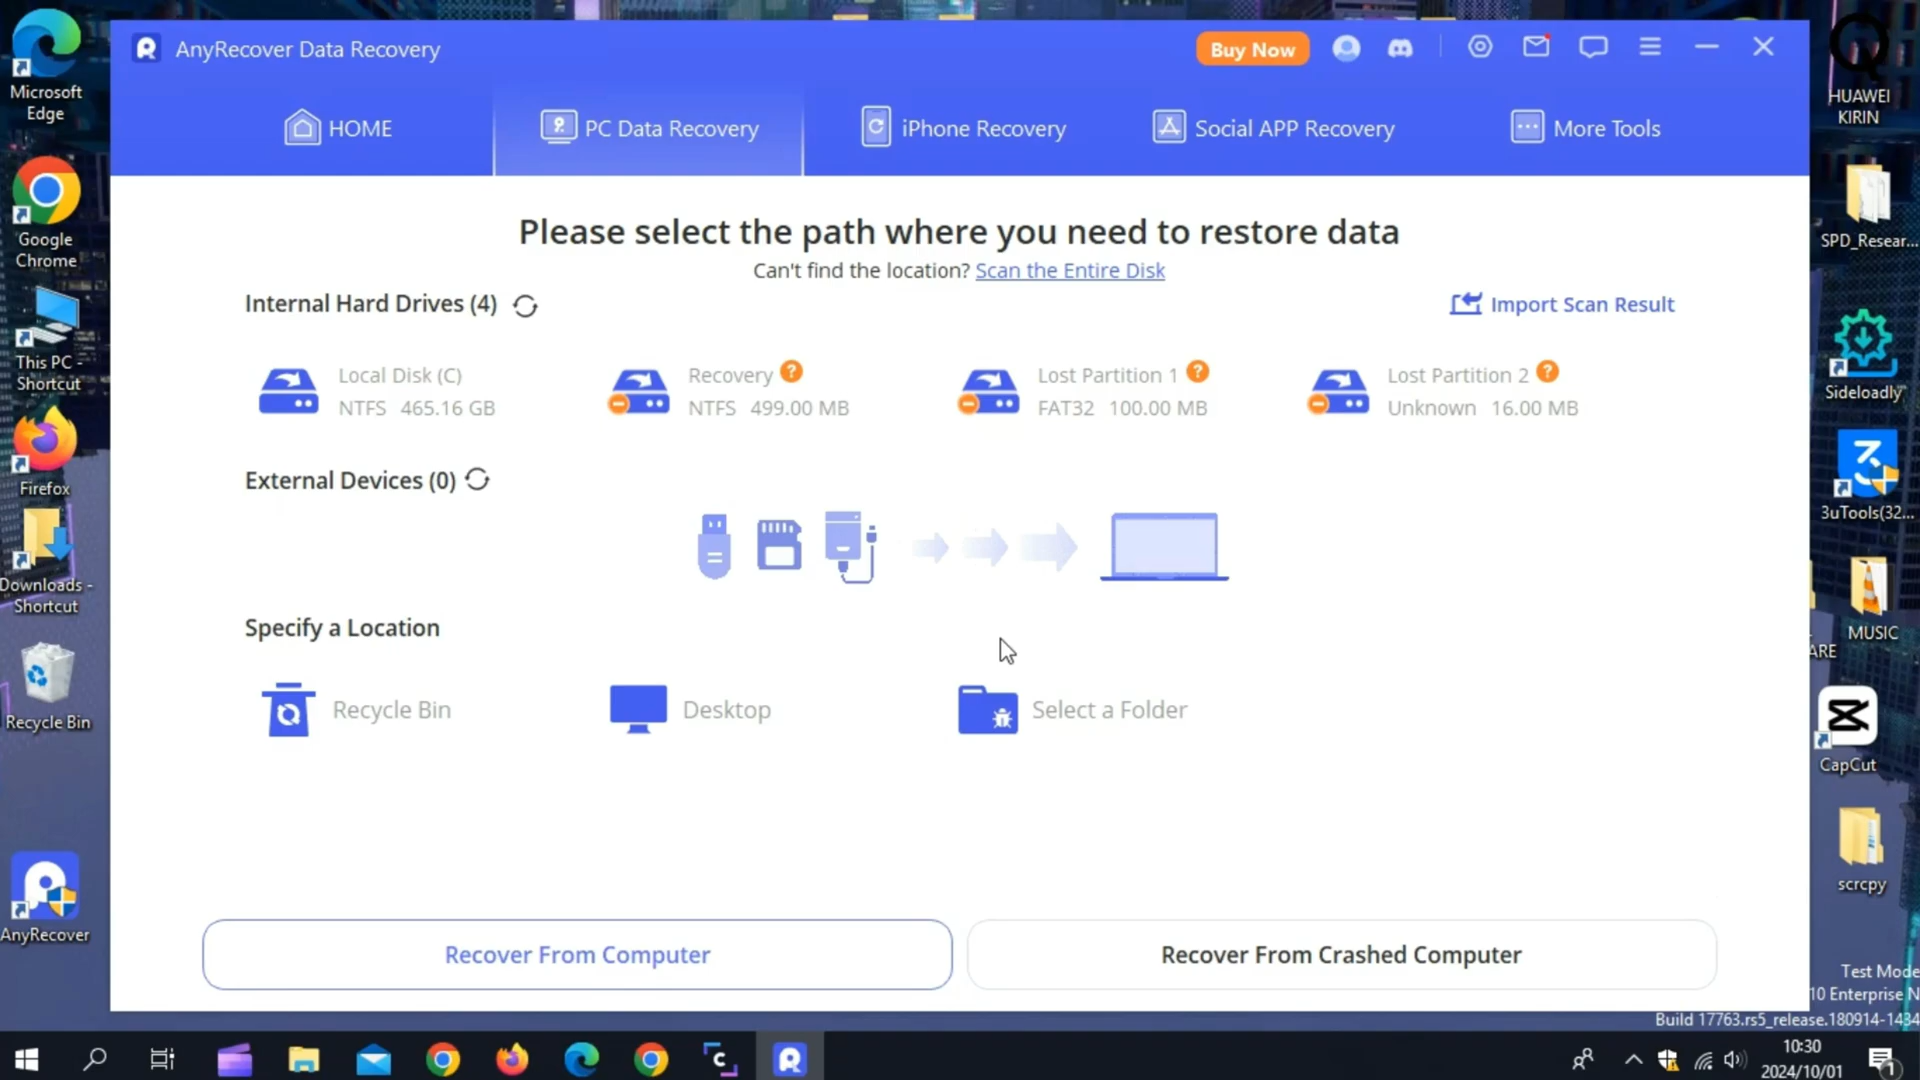 AnyRecover Data Recovery
Buy Now
HOME
PC Data Recovery
iPhone Recovery
Social APP Recovery
More Tools
Please select the path where you need to restore data
Can't find the location? Scan the Entire Disk
Internal Hard Drives (4)
Import Scan Result
Local Disk (C)
NTFS 465.16 GB
Recovery ?
NTFS 499.00 MB
Lost Partition 1 ?
FAT32 100.00 MB
Lost Partition 2 ?
Unknown 16.00 MB
External Devices (0)
Specify a Location
Recycle Bin
Desktop
Select a Folder
Recover From Computer
Recover From Crashed Computer
Microsoft
Edge
Google
Chrome
This PC -
Shortcut
Firefox
Downloads -
Shortcut
Recycle Bin
AnyRecover
HUAWEI
KIRIN
SPD_Resear...
Sideloadly
3uTools(32...
MUSIC
ARE
CapCut
scrcpy
Test Mode
10 Enterprise N
Build 17763.rs5_release.180914-1434
10:30
2024/10/01
1